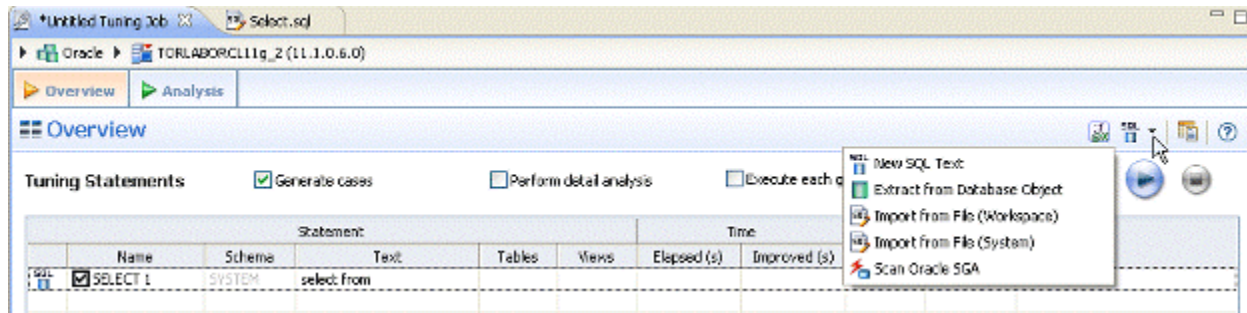 *Untitled Tuning Job Select.sql
Oracle TORLABORCL11g_2 (11.1.0.6.0)
Overview Analysis
Overview
SQL
Tuning Statements Generate cases Perform detail analysis Execute each
New SQL Text
Extract from Database Object
Import from File (Workspace)
Import from File (System)
Scan Oracle SGA
Statement Time
Name Schema Text Tables Views Elapsed (s) Improved (s)
SQL SELECT 1 SYSTEM select from